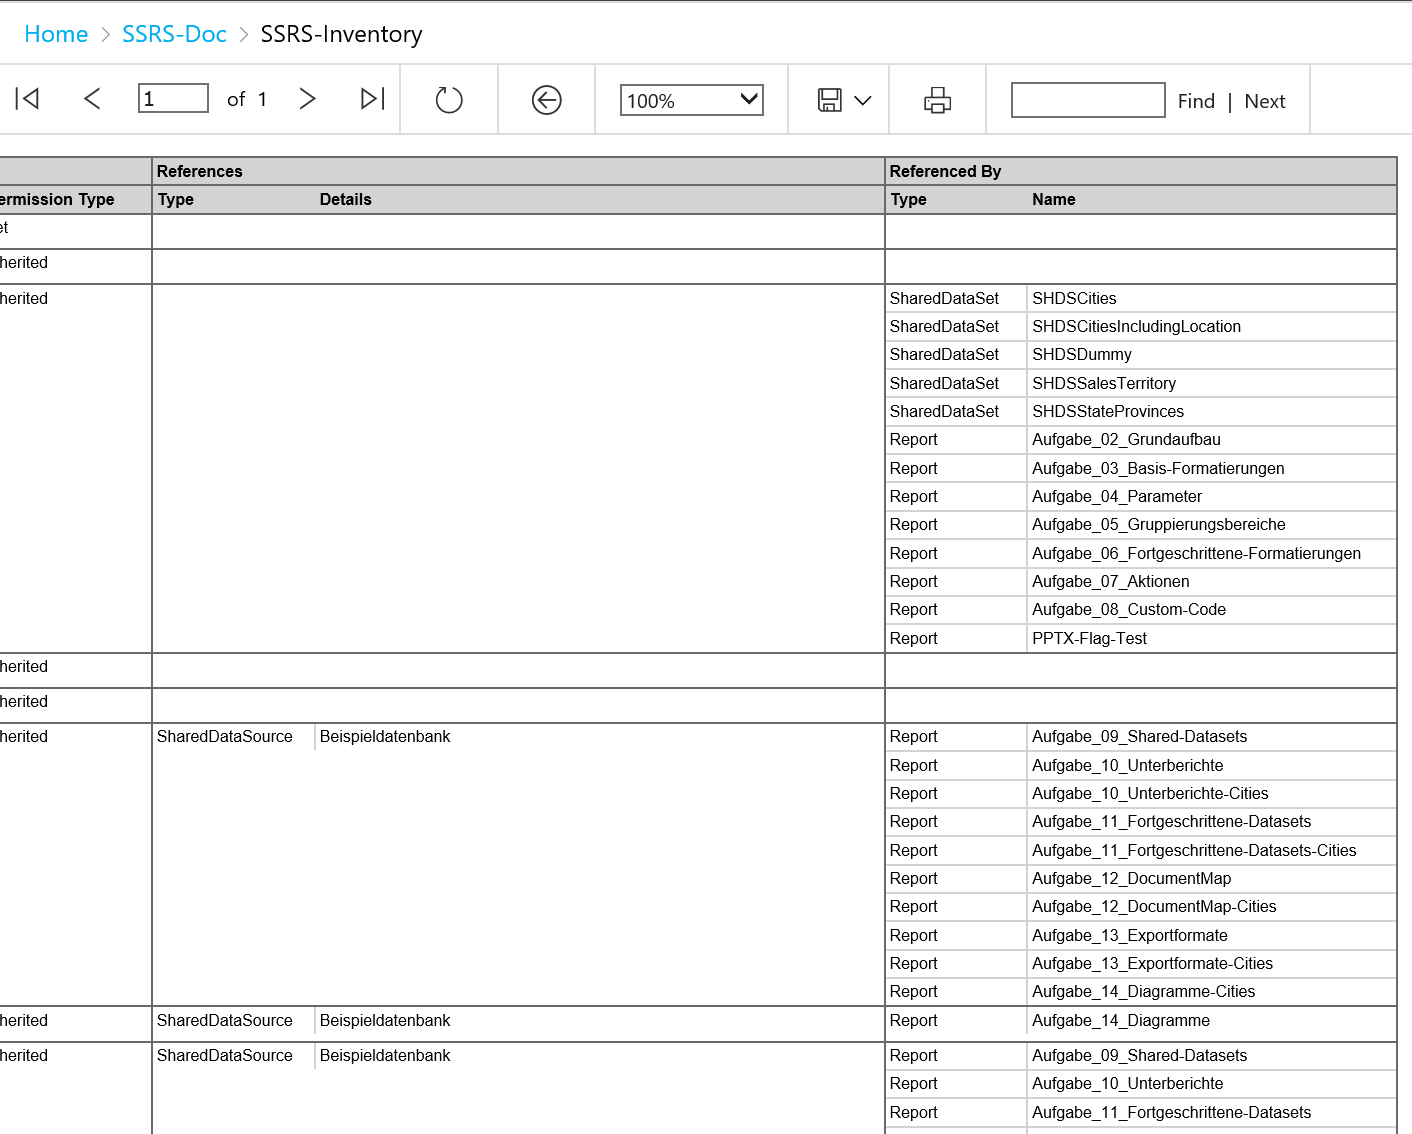 Home > SSRS-Doc > SSRS-Inventory
1 of 1 100% Find | Next
References Referenced By
ermission Type Type Details Type Name
et
herited
herited SharedDataSet SHDSCities
SharedDataSet SHDSCitiesIncludingLocation
SharedDataSet SHDSDummy
SharedDataSet SHDSSalesTerritory
SharedDataSet SHDSStateProvinces
Report Aufgabe_02_Grundaufbau
Report Aufgabe_03_Basis-Formatierungen
Report Aufgabe_04_Parameter
Report Aufgabe_05_Gruppierungsbereiche
Report Aufgabe_06_Fortgeschrittene-Formatierungen
Report Aufgabe_07_Aktionen
Report Aufgabe_08_Custom-Code
Report PPTX-Flag-Test
herited
herited
herited SharedDataSource Beispieldatenbank Report Aufgabe_09_Shared-Datasets
Report Aufgabe_10_Unterberichte
Report Aufgabe_10_Unterberichte-Cities
Report Aufgabe_11_Fortgeschrittene-Datasets
Report Aufgabe_11_Fortgeschrittene-Datasets-Cities
Report Aufgabe_12_DocumentMap
Report Aufgabe_12_DocumentMap-Cities
Report Aufgabe_13_Exportformate
Report Aufgabe_13_Exportformate-Cities
Report Aufgabe_14_Diagramme-Cities
herited SharedDataSource Beispieldatenbank Report Aufgabe_14_Diagramme
herited SharedDataSource Beispieldatenbank Report Aufgabe_09_Shared-Datasets
Report Aufgabe_10_Unterberichte
Report Aufgabe_11_Fortgeschrittene-Datasets